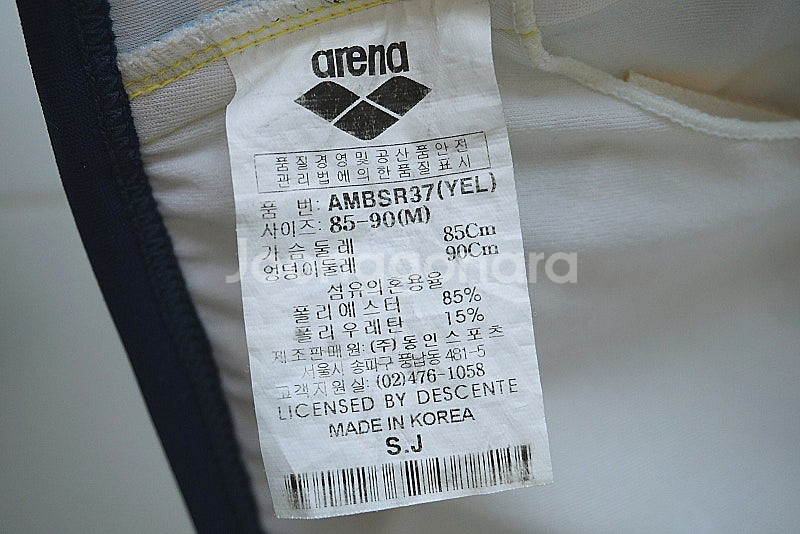 arena
품질경영및공산품안전
관리법에의한품질표시
품 번: AMBSR37(YEL)
사이즈: 85-90(M)
가슴둘레 85Cm
엉덩이둘레 90Cm
Joonggonara
섬유의혼용율
폴리에스터 85%
폴리우레탄 15%
제조판매원: (주)동인스포츠
서울시 송파구 풍납동 481-5
고객지원실: (02)476-1058
LICENSED BY DESCENTE
MADE IN KOREA
S.J